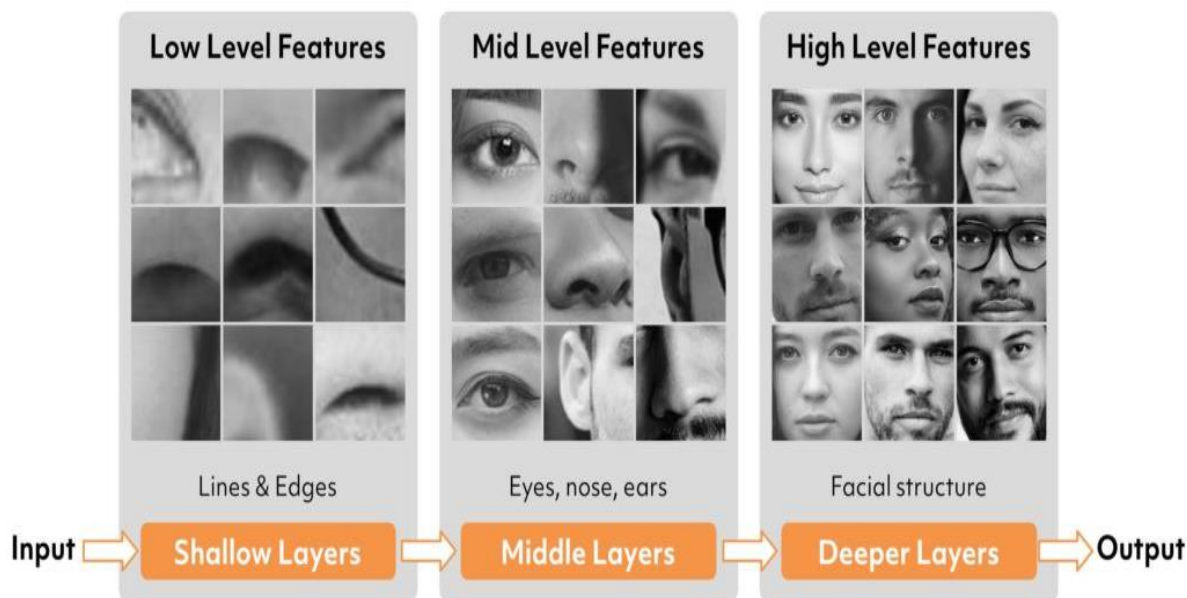 Low Level Features
Mid Level Features
High Level Features
Lines & Edges
Eyes, nose, ears
Facial structure
Input
Shallow Layers
Middle Layers
Deeper Layers
Output